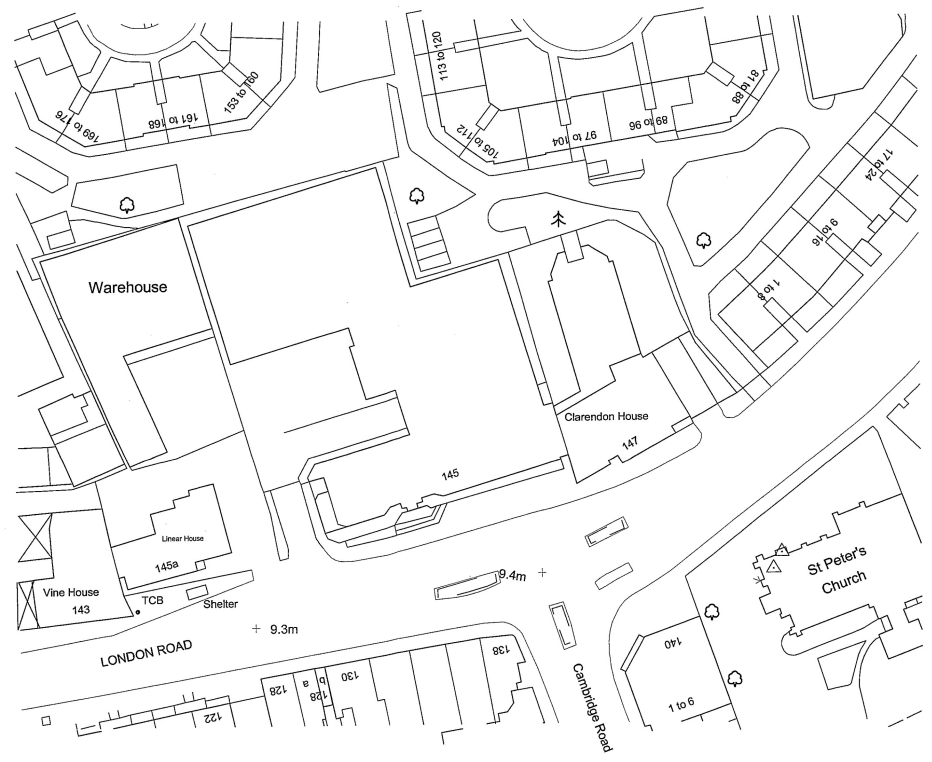 113 to 120
81 to 88
153 to 160
161 to 168
169 to 176
105 to 112
97 to 104
89 to 96
17 to 24
9 to 16
1 to 8
Warehouse
Clarendon House
147
145
Linear House
145a
Vine House
143
TCB
Shelter
9.4m
9.3m
LONDON ROAD
St Peter's
Church
Cambridge Road
140
1 to 6
138
130
128
a
b
128
122